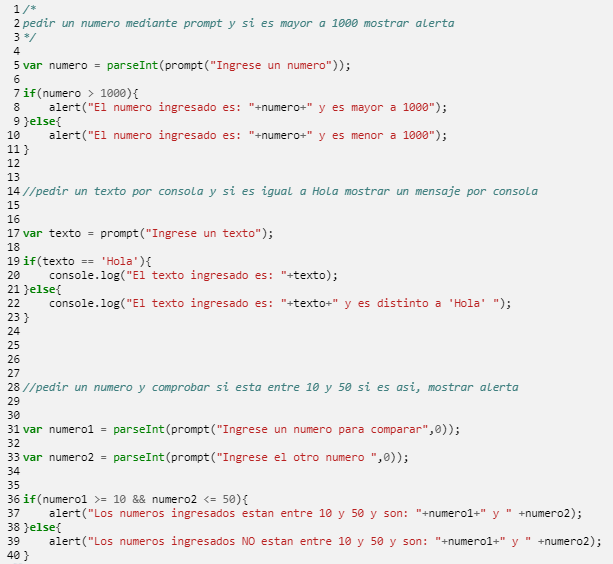 1 /*
2 pedir un numero mediante prompt y si es mayor a 1000 mostrar alerta
3 */
4
5 var numero = parseInt(prompt("Ingrese un numero"));
6
7 if(numero > 1000){
8     alert("El numero ingresado es: "+numero+" y es mayor a 1000");
9 }else{
10     alert("El numero ingresado es: "+numero+" y es menor a 1000");
11 }
12
13
14 //pedir un texto por consola y si es igual a Hola mostrar un mensaje por consola
15
16
17 var texto = prompt("Ingrese un texto");
18
19 if(texto == 'Hola'){
20     console.log("El texto ingresado es: "+texto);
21 }else{
22     console.log("El texto ingresado es: "+texto+" y es distinto a 'Hola' ");
23 }
24
25
26
27
28 //pedir un numero y comprobar si esta entre 10 y 50 si es asi, mostrar alerta
29
30
31 var numero1 = parseInt(prompt("Ingrese un numero para comparar",0));
32
33 var numero2 = parseInt(prompt("Ingrese el otro numero ",0));
34
35
36 if(numero1 >= 10 && numero2 <= 50){
37     alert("Los numeros ingresados estan entre 10 y 50 y son: "+numero1+" y " +numero2);
38 }else{
39     alert("Los numeros ingresados NO estan entre 10 y 50 y son: "+numero1+" y " +numero2);
40 }